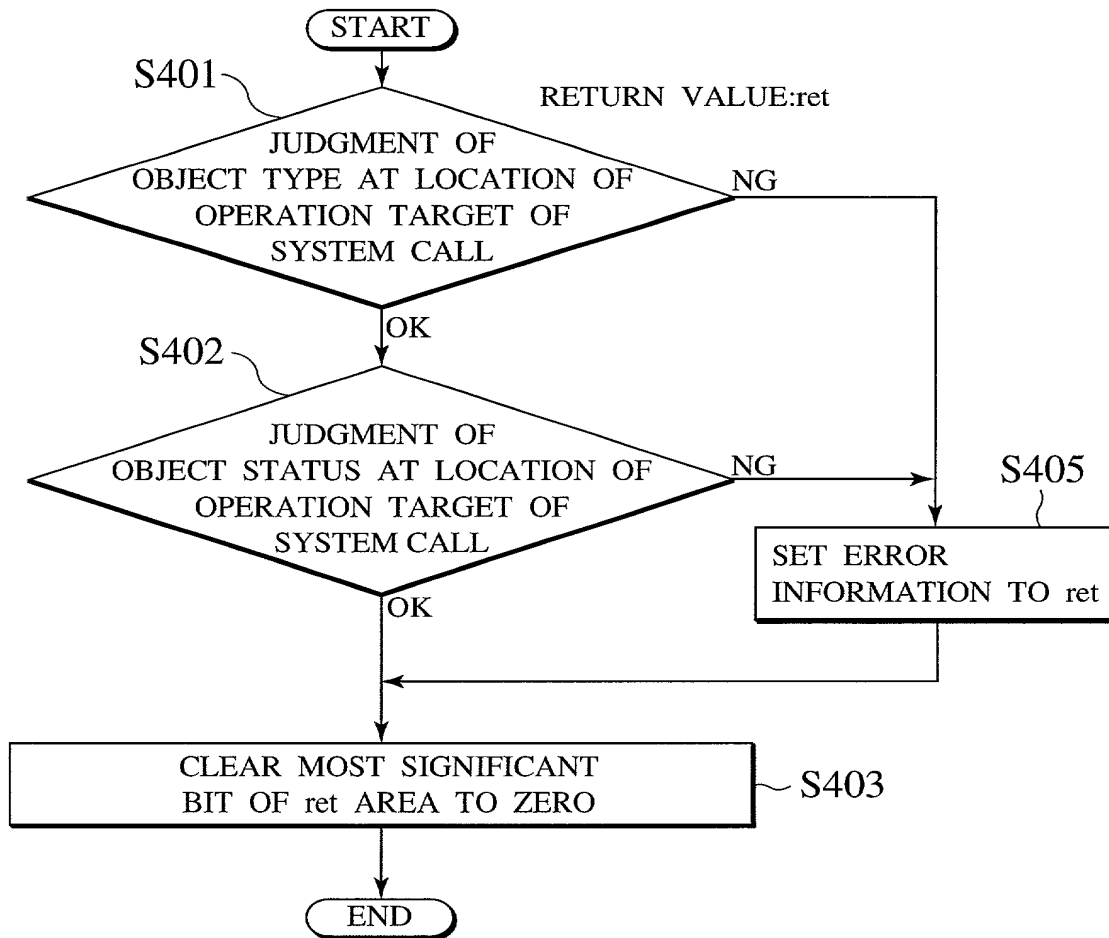 START
S401
RETURN VALUE:ret
JUDGMENT OF
OBJECT TYPE AT LOCATION OF
OPERATION TARGET OF
SYSTEM CALL
NG
OK
S402
JUDGMENT OF
OBJECT STATUS AT LOCATION OF
OPERATION TARGET OF
SYSTEM CALL
NG
OK
S405
SET ERROR
INFORMATION TO ret
CLEAR MOST SIGNIFICANT
BIT OF ret AREA TO ZERO
S403
END